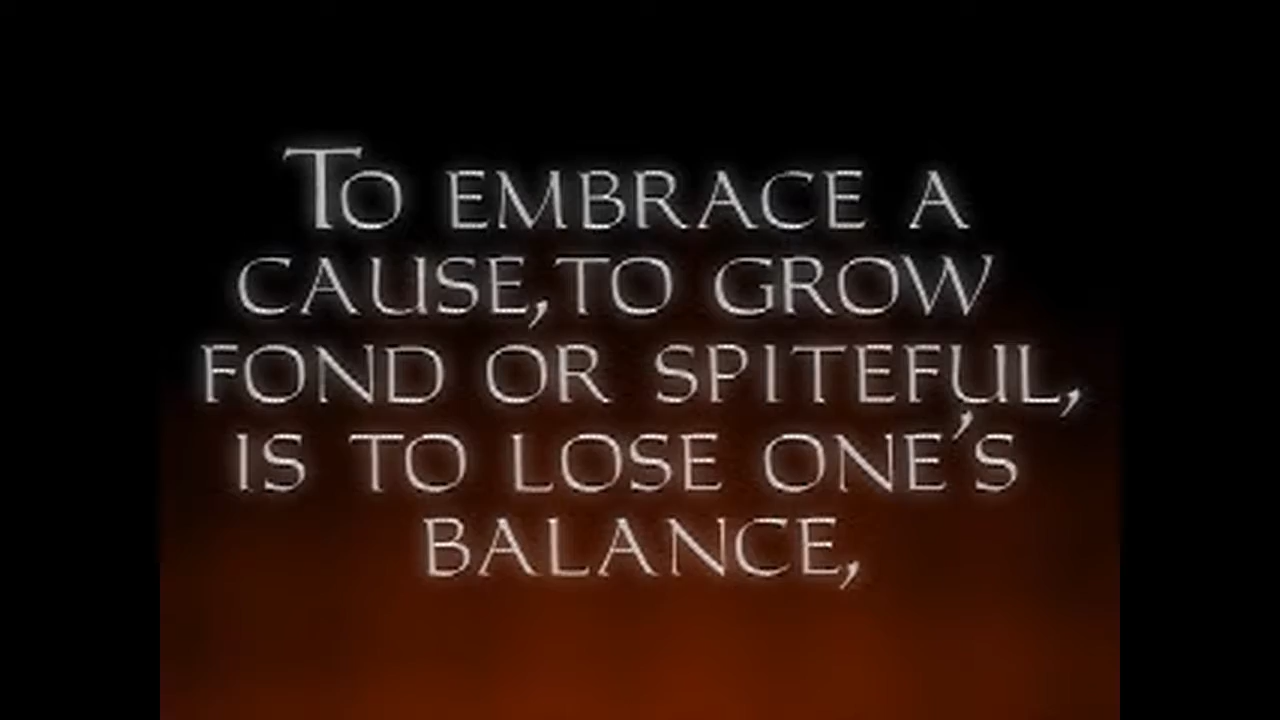 To EMBRACE A
CAUSE, TO GROW
FOND OR SPITEFUL,
IS TO LOSE ONE'S
BALANCE,